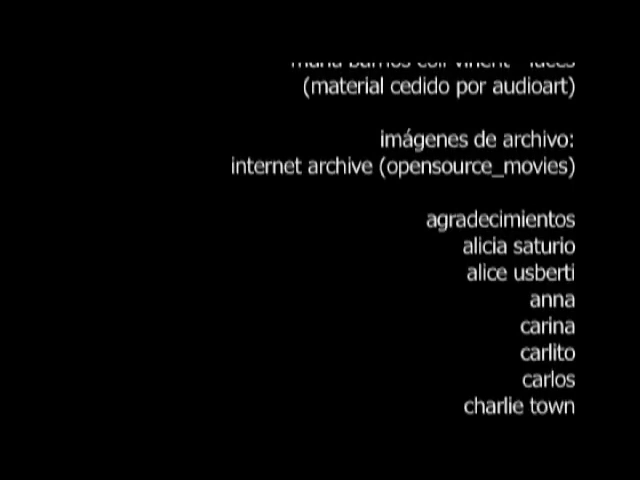 (material cedido por audioart)
imágenes de archivo:
internet archive (opensource_movies)
agradecimientos
alicia saturio
alice usberti
anna
carina
carlito
carlos
charlie town